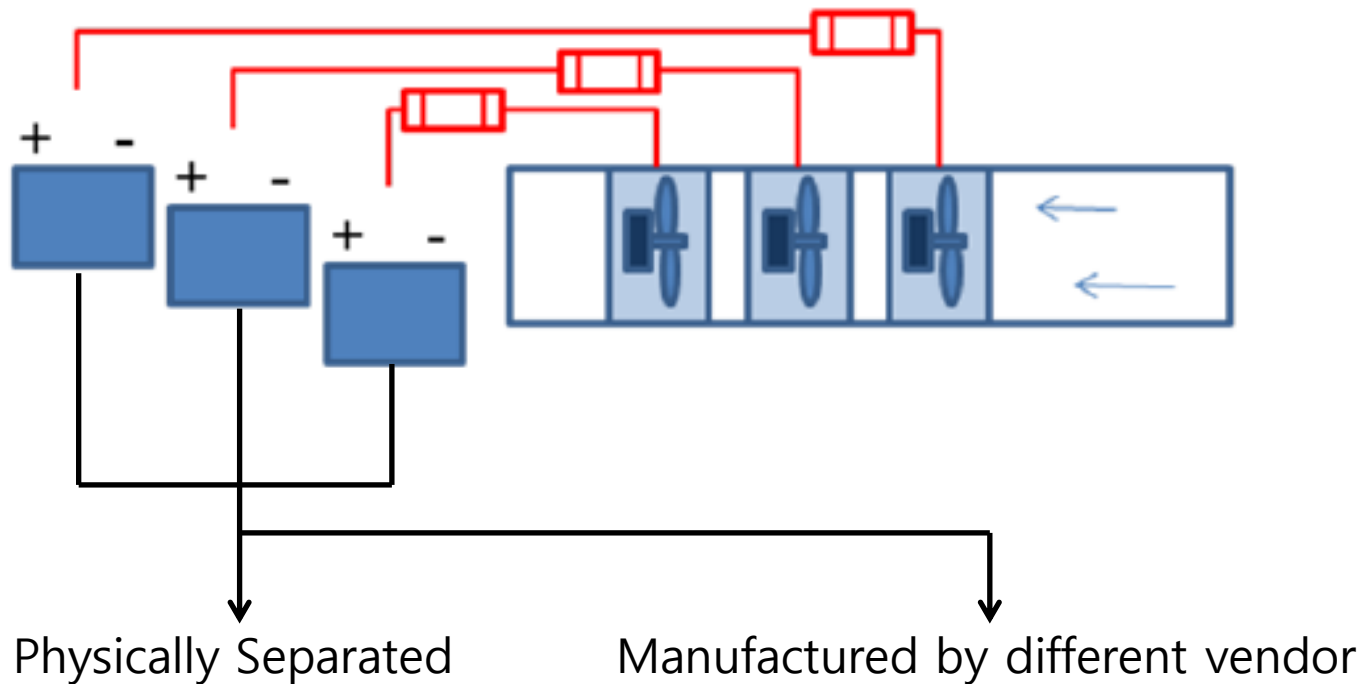 + -
+ -
+ -
Physically Separated
Manufactured by different vendor